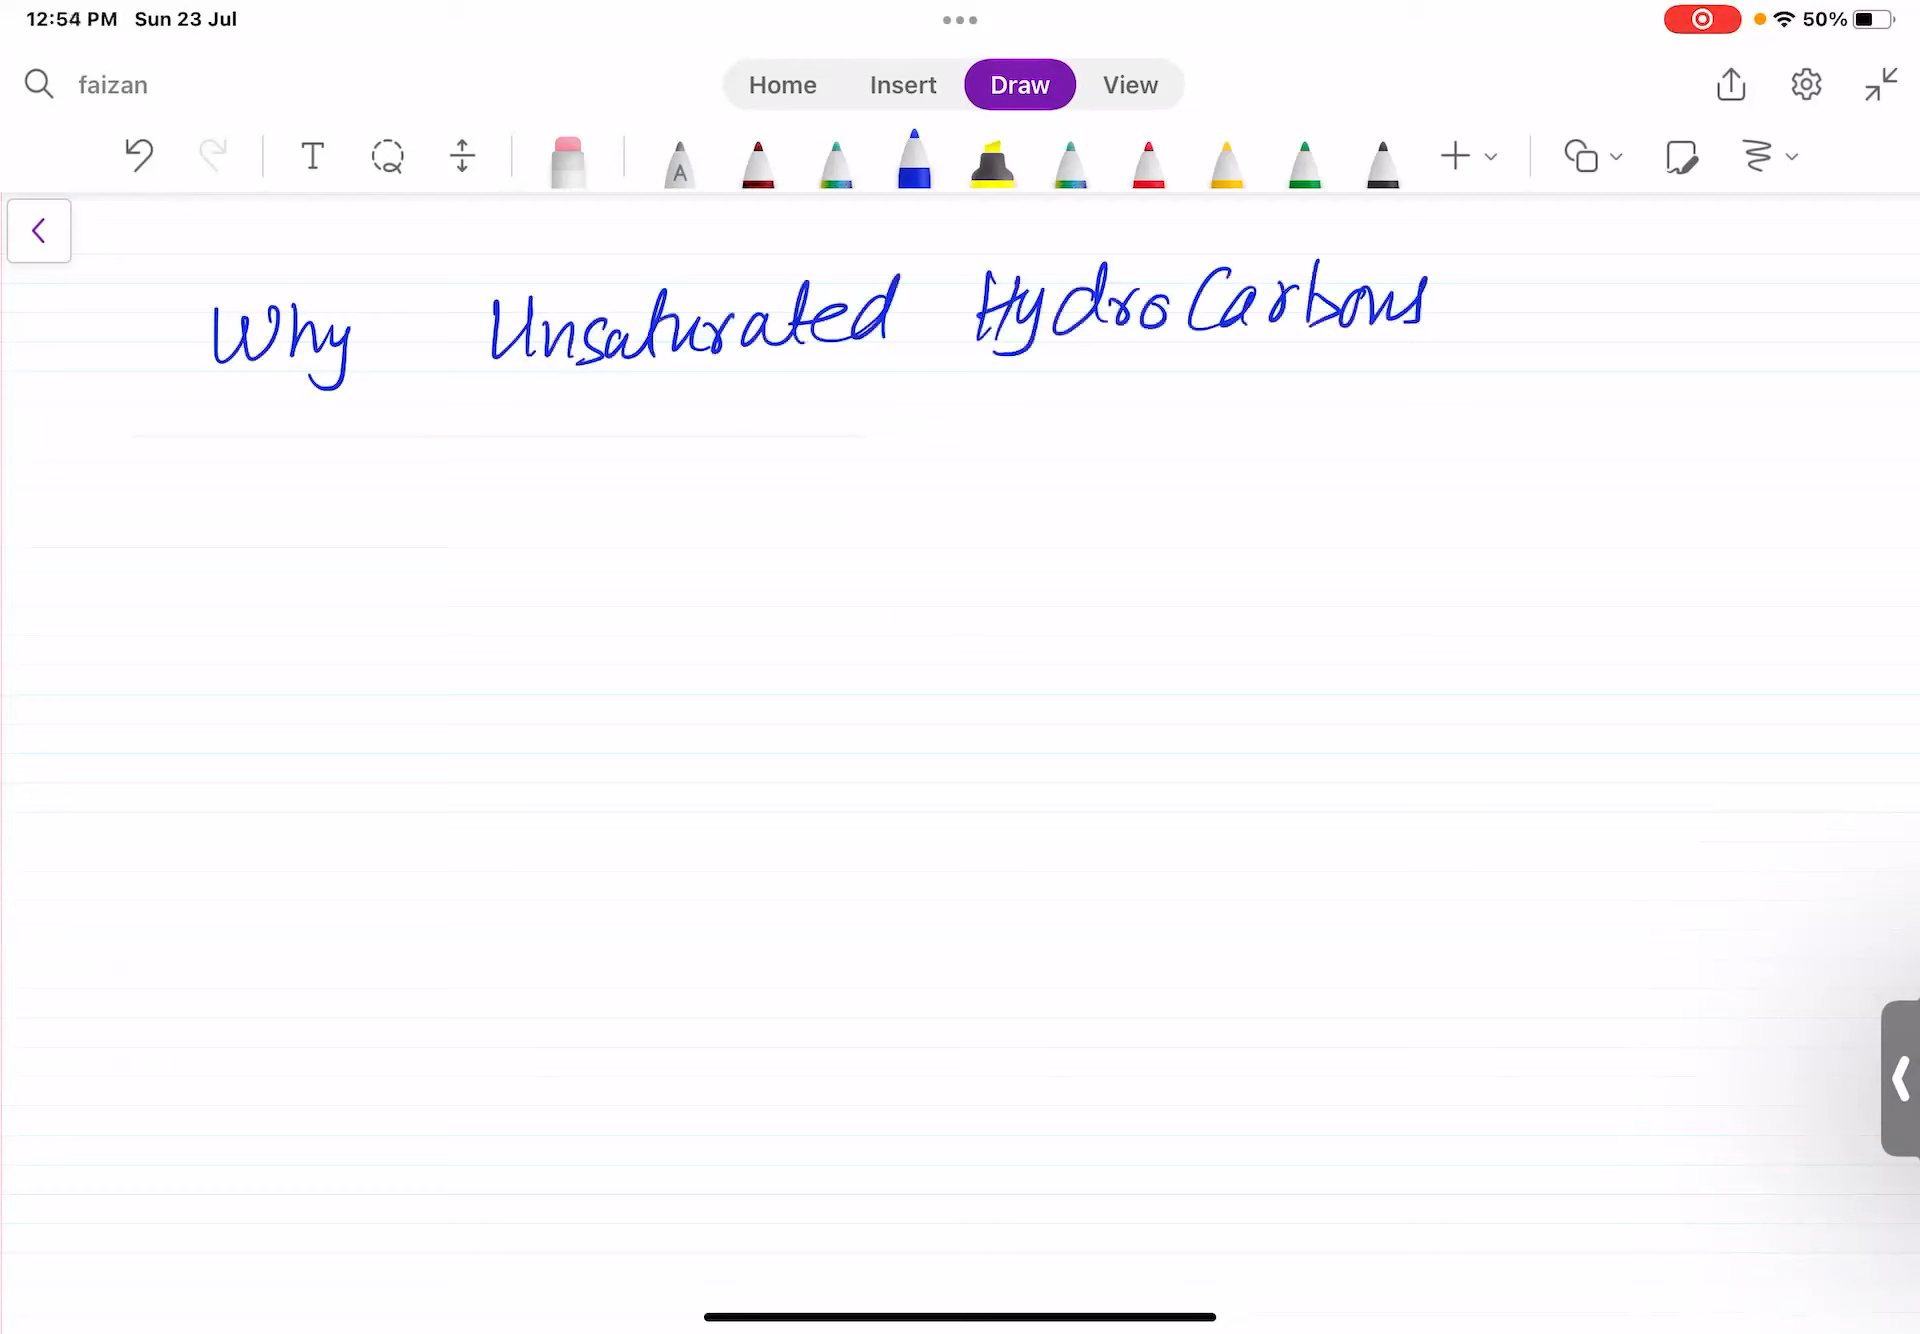 12:54 PM Sun 23 Jul 50%
faizan Home Insert Draw View
T A
Why Unsaturated HydroCarbons